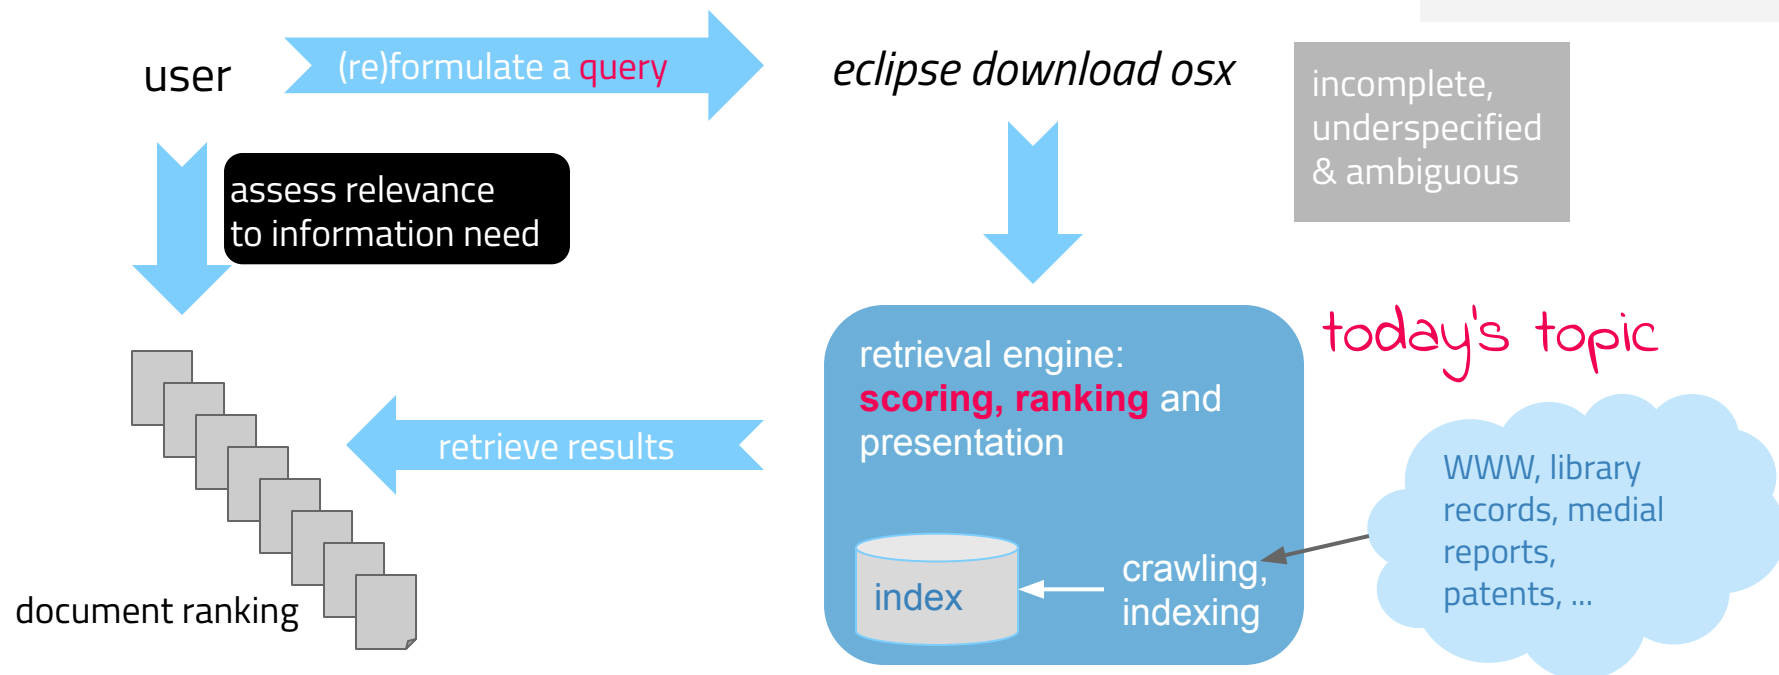 user
(re)formulate a query
eclipse download osx
incomplete,
underspecified
& ambiguous
assess relevance
to information need
retrieval engine:
scoring, ranking and
presentation
today's topic
retrieve results
WWW, library
records, medial
reports,
patents, ...
index
crawling,
indexing
document ranking